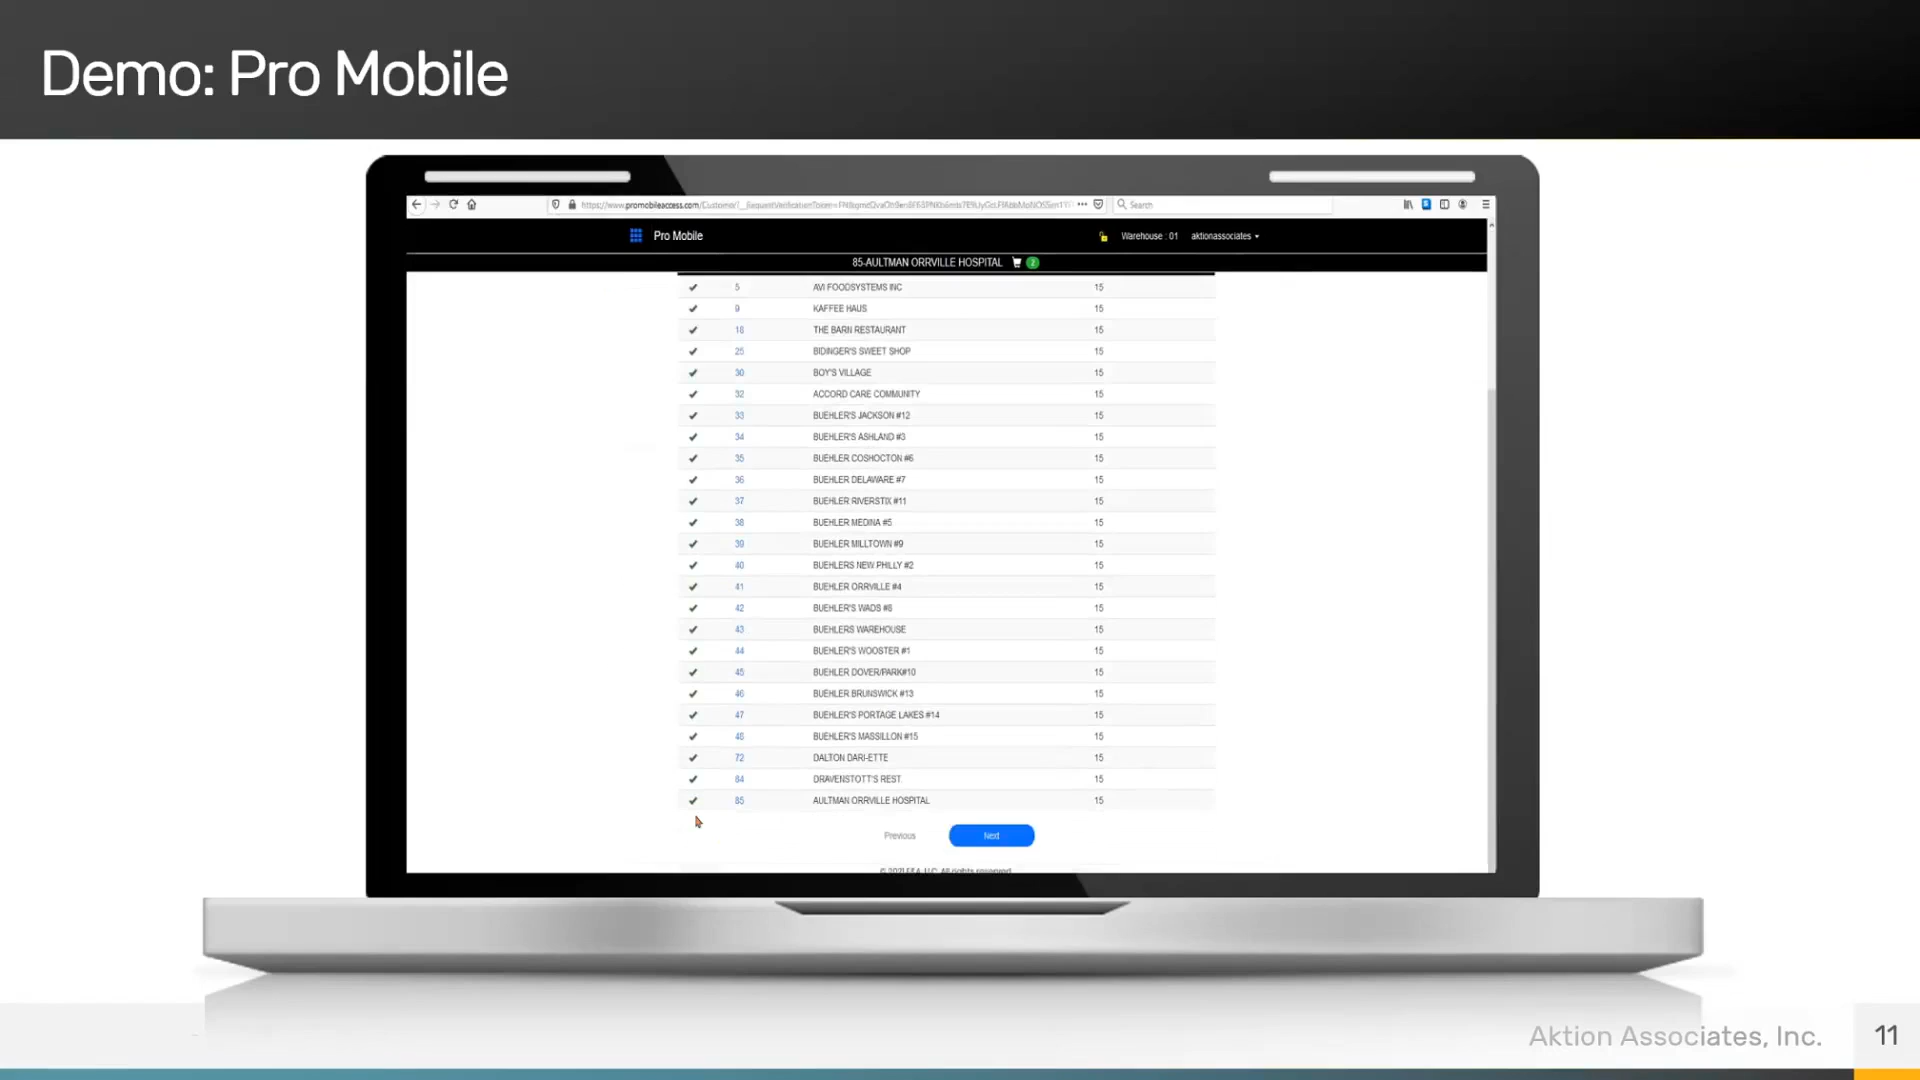 Demo: Pro Mobile
Search
Pro Mobile
Warehouse : 01 aktionassociates
85-AULTMAN ORRVILLE HOSPITAL 2
5 AVI FOODSYSTEMS INC 15
9 KAFFEE HAUS 15
18 THE BARN RESTAURANT 15
25 BIDINGER'S SWEET SHOP 15
30 BOY'S VILLAGE 15
32 ACCORD CARE COMMUNITY 15
33 BUEHLER'S JACKSON #12 15
34 BUEHLER'S ASHLAND #3 15
35 BUEHLER COSHOCTON #6 15
36 BUEHLER DELAWARE #7 15
37 BUEHLER RIVERSTIX #11 15
38 BUEHLER MEDINA #5 15
39 BUEHLER MILLTOWN #9 15
40 BUEHLERS NEW PHILLY #2 15
41 BUEHLER ORRVILLE #4 15
42 BUEHLER'S WADS #8 15
43 BUEHLERS WAREHOUSE 15
44 BUEHLER'S WOOSTER #1 15
45 BUEHLER DOVER/PARK#10 15
46 BUEHLER BRUNSWICK #13 15
47 BUEHLER'S PORTAGE LAKES #14 15
48 BUEHLER'S MASSILLON #15 15
72 DALTON DARI-ETTE 15
84 DRAVENSTOTT'S REST. 15
85 AULTMAN ORRVILLE HOSPITAL 15
Previous Next
All rights reserved
Aktion Associates, Inc. 11